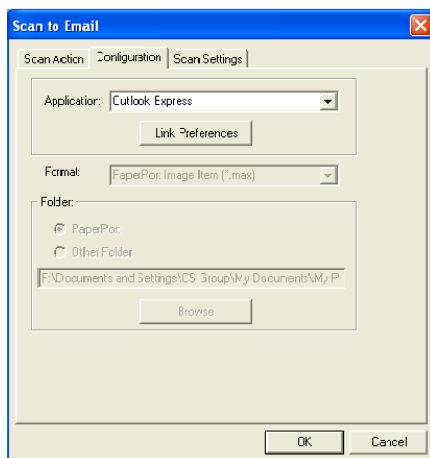 Scan to Email
Scan Action Configuration Scan Settings
Application: Outlook Express
Link Preferences
Format: PaperPort Image Item (*.max)
Folder:
PaperPort
Other Folder
F:\Documents and Settings\CS Group\My Documents\My P
Browse
OK Cancel